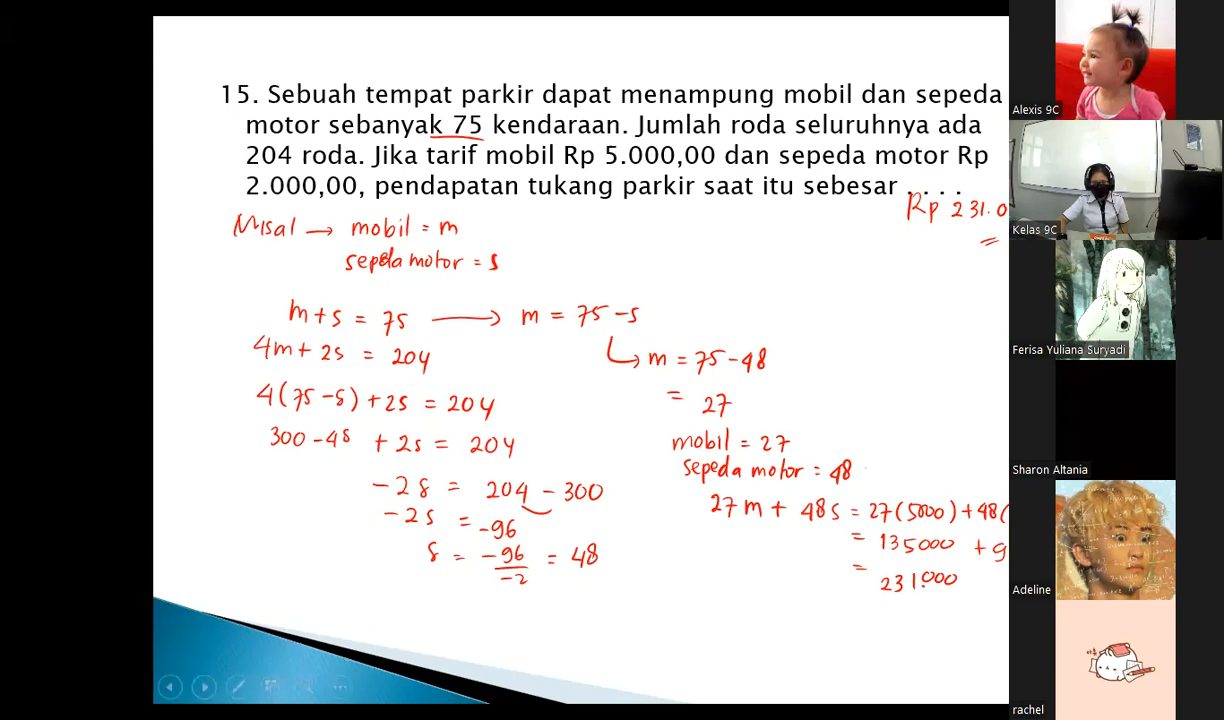 15. Sebuah tempat parkir dapat menampung mobil dan sepeda
motor sebanyak 75 kendaraan. Jumlah roda seluruhnya ada
204 roda. Jika tarif mobil Rp 5.000,00 dan sepeda motor Rp
2.000,00, pendapatan tukang parkir saat itu sebesar . . . .
Rp 231.0
Misal → mobil = m
sepeda motor = s
m + s = 75 → m = 75 - s
4m + 2s = 204
m = 75 - 48
= 27
4(75 - s) + 2s = 204
300 - 4s + 2s = 204
-2s = 204 - 300
-2s = -96
s = -96/-2 = 48
mobil = 27
sepeda motor = 48
27m + 48s = 27(5000) + 48(
= 135000 + 9
= 231.000
Alexis 9C
Kelas 9C
Ferisa Yuliana Suryadi
Sharon Altania
Adeline
rachel